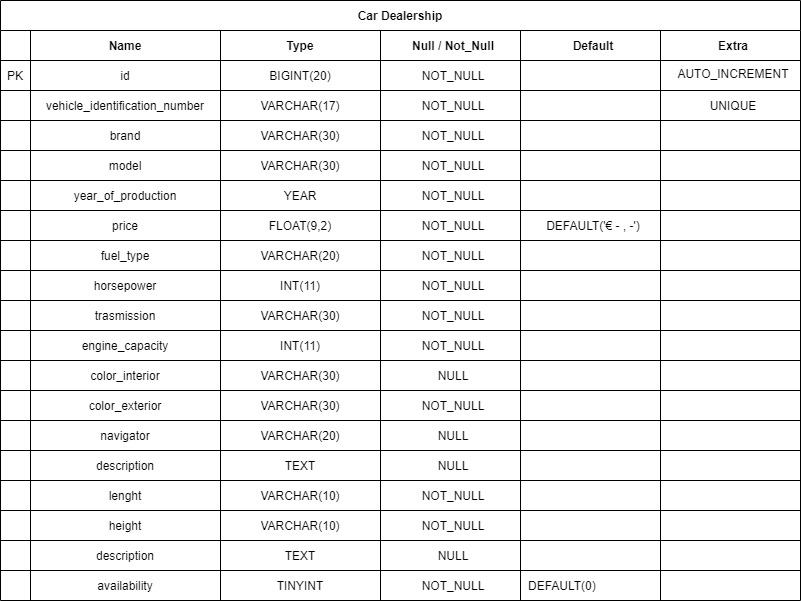 Car Dealership
Name Type Null / Not_Null Default Extra
PK id BIGINT(20) NOT_NULL AUTO_INCREMENT
vehicle_identification_number VARCHAR(17) NOT_NULL UNIQUE
brand VARCHAR(30) NOT_NULL
model VARCHAR(30) NOT_NULL
year_of_production YEAR NOT_NULL
price FLOAT(9,2) NOT_NULL DEFAULT('€ - , -')
fuel_type VARCHAR(20) NOT_NULL
horsepower INT(11) NOT_NULL
trasmission VARCHAR(30) NOT_NULL
engine_capacity INT(11) NOT_NULL
color_interior VARCHAR(30) NULL
color_exterior VARCHAR(30) NOT_NULL
navigator VARCHAR(20) NULL
description TEXT NULL
lenght VARCHAR(10) NOT_NULL
height VARCHAR(10) NOT_NULL
description TEXT NULL
availability TINYINT NOT_NULL DEFAULT(0)